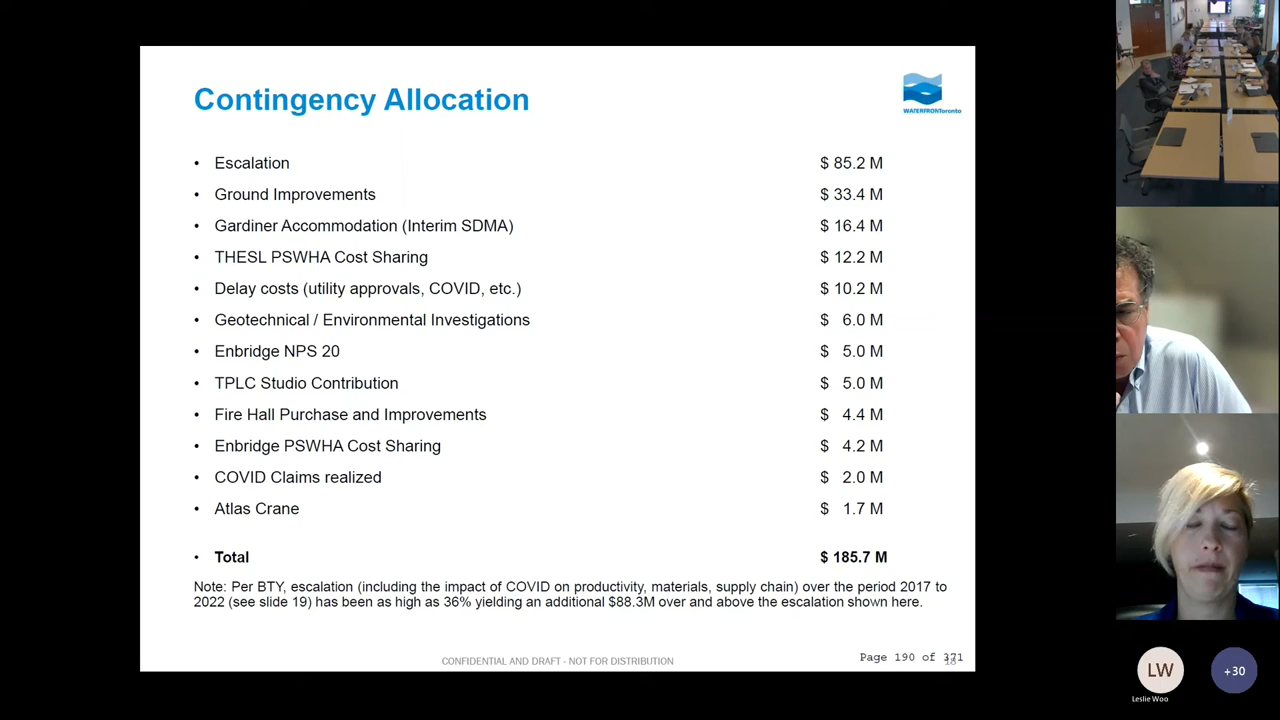 Contingency Allocation
WATERFRONToronto
• Escalation $ 85.2 M
• Ground Improvements $ 33.4 M
• Gardiner Accommodation (Interim SDMA) $ 16.4 M
• THESL PSWHA Cost Sharing $ 12.2 M
• Delay costs (utility approvals, COVID, etc.) $ 10.2 M
• Geotechnical / Environmental Investigations $ 6.0 M
• Enbridge NPS 20 $ 5.0 M
• TPLC Studio Contribution $ 5.0 M
• Fire Hall Purchase and Improvements $ 4.4 M
• Enbridge PSWHA Cost Sharing $ 4.2 M
• COVID Claims realized $ 2.0 M
• Atlas Crane $ 1.7 M
• Total $ 185.7 M
Note: Per BTY, escalation (including the impact of COVID on productivity, materials, supply chain) over the period 2017 to
2022 (see slide 19) has been as high as 36% yielding an additional $88.3M over and above the escalation shown here.
CONFIDENTIAL AND DRAFT - NOT FOR DISTRIBUTION
Page 190 of 371
LW
Leslie Woo
+30